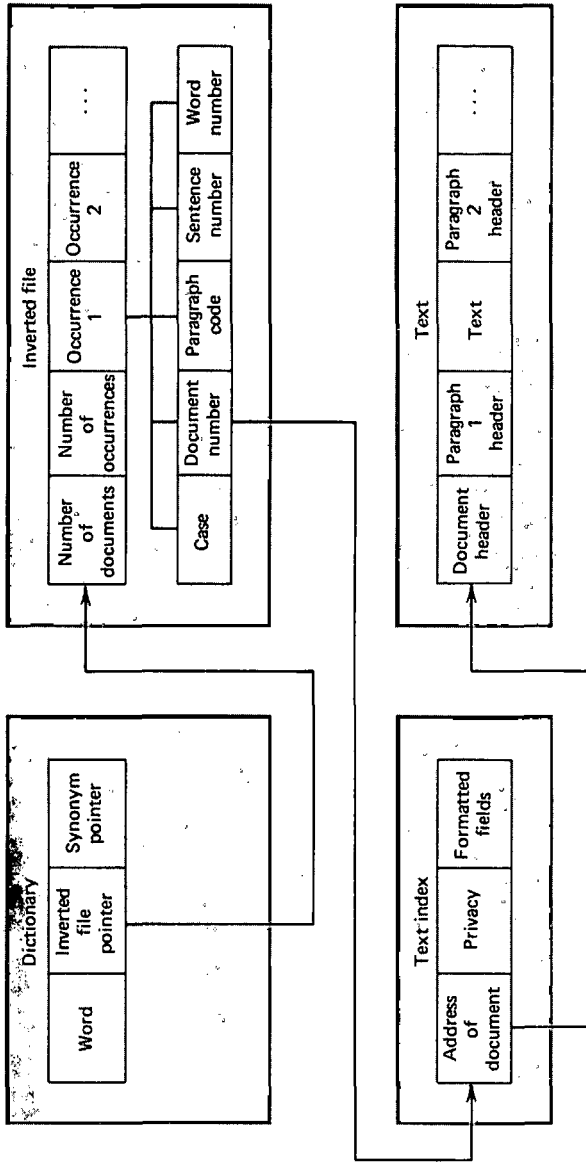 Dictionary
Word
Inverted
file
pointer
Synonym
pointer
Inverted file
Number
of
documents
Number
of
occurrences
Occurrence
1
Occurrence
2
...
Case
Document
number
Paragraph
code
Sentence
number
Word
number
Text index
Address
of
document
Privacy
Formatted
fields
Text
Document
header
Paragraph
1
header
Text
Paragraph
2
header
...